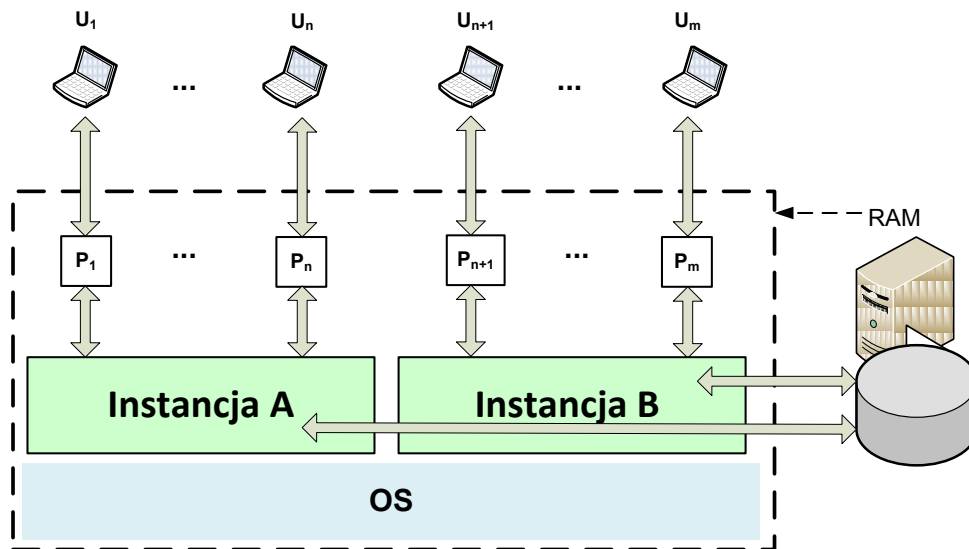 U1 Un Un+1 Um
... ...
RAM
P1 ... Pn Pn+1 ... Pm
Instancja A Instancja B
OS